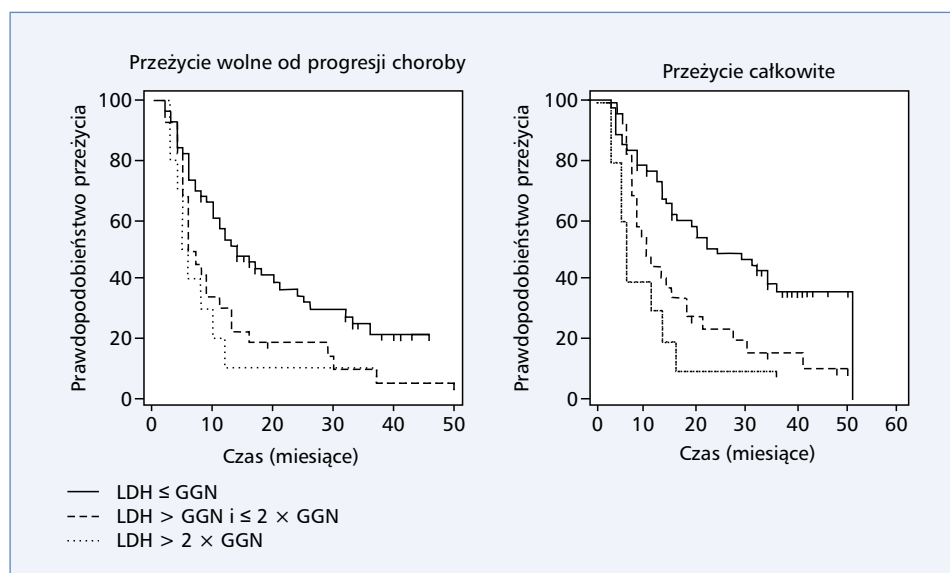 Przeżycie wolne od progresji choroby
Prawdopodobieństwo przeżycia
100
80
60
40
20
0
0 10 20 30 40 50
Czas (miesiące)
Przeżycie całkowite
Prawdopodobieństwo przeżycia
100
80
60
40
20
0
0 10 20 30 40 50 60
Czas (miesiące)
LDH ≤ GGN
LDH > GGN i ≤ 2 × GGN
LDH > 2 × GGN